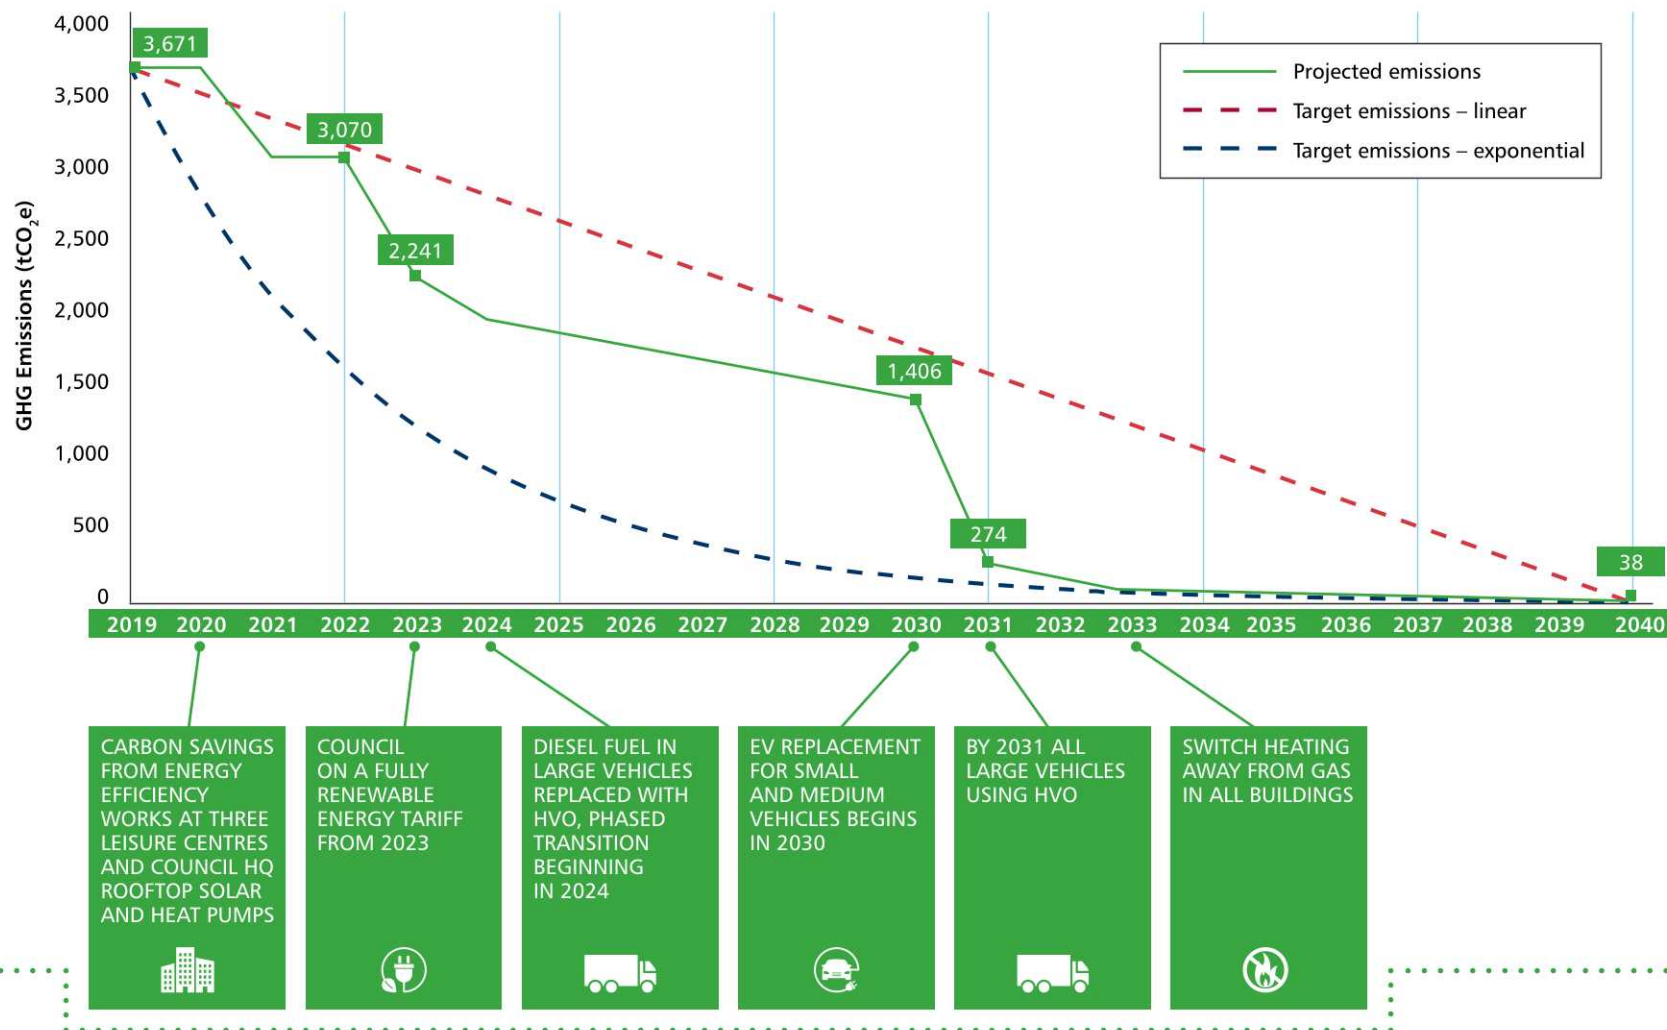 4,000
3,500
3,000
2,500
2,000
1,500
1,000
500
0
GHG Emissions (tCO₂e)
3,671
3,070
2,241
1,406
274
38
Projected emissions
Target emissions – linear
Target emissions – exponential
2019 2020 2021 2022 2023 2024 2025 2026 2027 2028 2029 2030 2031 2032 2033 2034 2035 2036 2037 2038 2039 2040
CARBON SAVINGS
FROM ENERGY
EFFICIENCY
WORKS AT THREE
LEISURE CENTRES
AND COUNCIL HQ
ROOFTOP SOLAR
AND HEAT PUMPS
COUNCIL
ON A FULLY
RENEWABLE
ENERGY TARIFF
FROM 2023
DIESEL FUEL IN
LARGE VEHICLES
REPLACED WITH
HVO, PHASED
TRANSITION
BEGINNING
IN 2024
EV REPLACEMENT
FOR SMALL
AND MEDIUM
VEHICLES BEGINS
IN 2030
BY 2031 ALL
LARGE VEHICLES
USING HVO
SWITCH HEATING
AWAY FROM GAS
IN ALL BUILDINGS